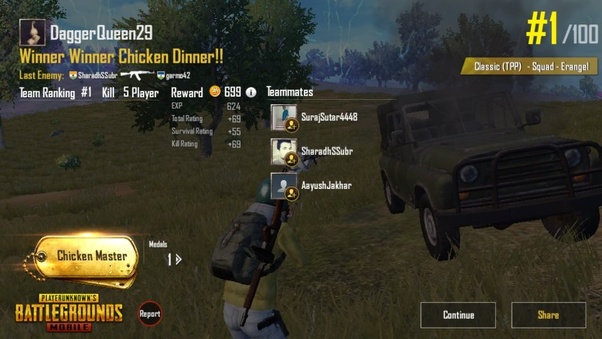 DaggerQueen29
#1/100
Winner Winner Chicken Dinner!!
Classic (TPP) - Squad - Erangel
Last Enemy: SharadhSSubr garmo42
Team Ranking #1 Kill 5 Player Reward 699 Teammates
EXP 624
Total Rating +69
Survival Rating +55
Kill Rating +69
SurajSutar4448
SharadhSSubr
AayushJakhar
Chicken Master
Medals
1
PLAYERUNKNOWN'S
BATTLEGROUNDS
MOBILE
Report
Continue
Share